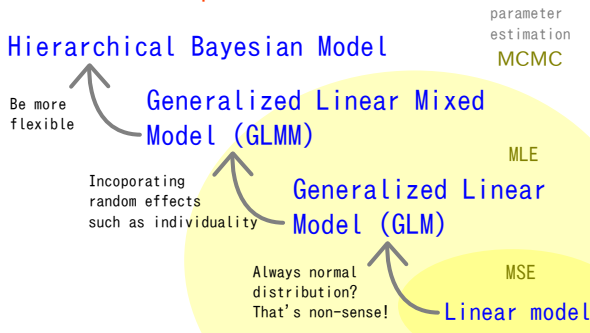 parameter
estimation
MCMC
Hierarchical Bayesian Model
Be more
flexible
Generalized Linear Mixed
Model (GLMM)
MLE
Incoporating
random effects
such as individuality
Generalized Linear
Model (GLM)
Always normal
distribution?
That's non-sense!
MSE
Linear model